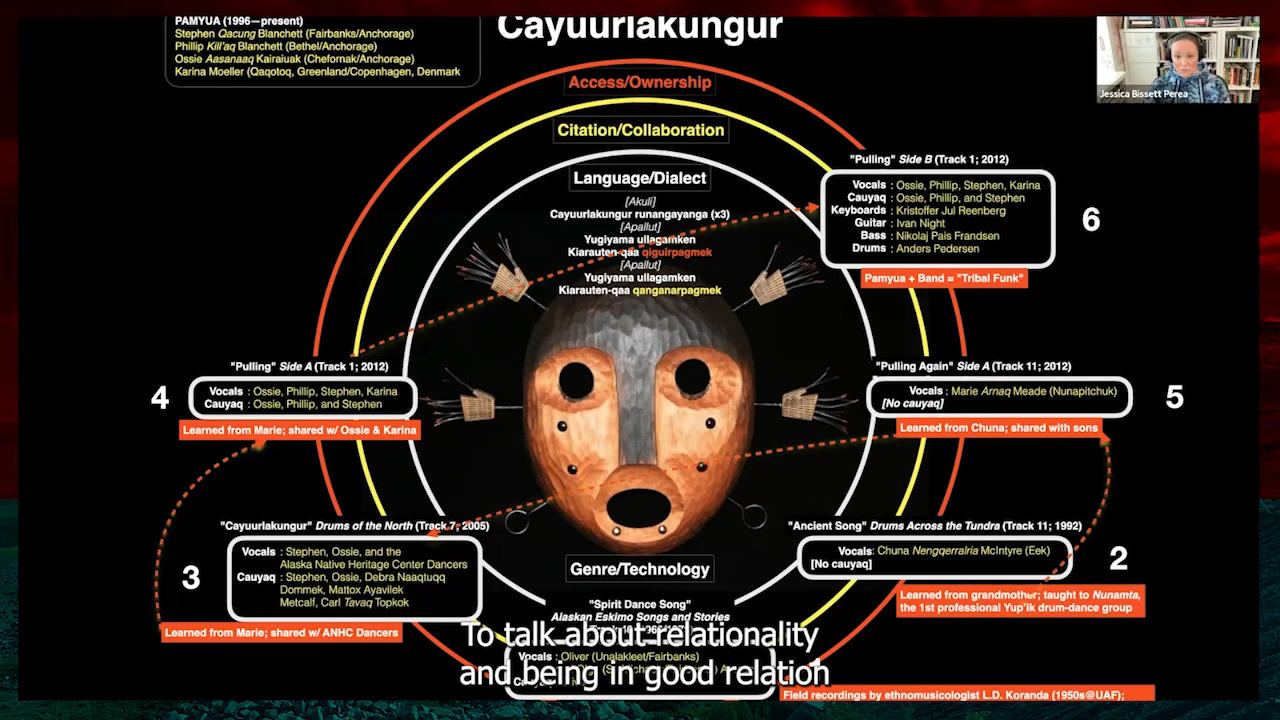 PAMYUA (1996—present)
Stephen Qacung Blanchett (Fairbanks/Anchorage)
Phillip Kill'aq Blanchett (Bethel/Anchorage)
Ossie Aasanaaq Kairaiuak (Chefornak/Anchorage)
Karina Moeller (Qaqotoq, Greenland/Copenhagen, Denmark
Cayuurlakungur
Jessica Bissett Perea
Access/Ownership
Citation/Collaboration
Language/Dialect
[Akuli]
Cayuurlakungur runangayanga (x3)
[Apallut]
Yugiyama ullagamken
Kiarauten-qaa qiguirpagmek
[Apallut]
Yugiyama ullagamken
Kiarauten-qaa qanganarpagmek
"Pulling" Side B (Track 1; 2012)
Vocals : Ossie, Phillip, Stephen, Karina
Cauyaq : Ossie, Phillip, and Stephen
Keyboards : Kristoffer Jul Reenberg
Guitar : Ivan Night
Bass : Nikolaj Pais Frandsen
Drums : Anders Pedersen
6
Pamyua + Band = "Tribal Funk"
"Pulling" Side A (Track 1; 2012)
4
Vocals : Ossie, Phillip, Stephen, Karina
Cauyaq : Ossie, Phillip, and Stephen
Learned from Marie; shared w/ Ossie & Karina
"Pulling Again" Side A (Track 11; 2012)
Vocals : Marie Arnaq Meade (Nunapitchuk)
[No cauyaq]
5
Learned from Chuna; shared with sons
"Cayuurlakungur" Drums of the North (Track 7; 2005)
3
Vocals : Stephen, Ossie, and the
Alaska Native Heritage Center Dancers
Cauyaq : Stephen, Ossie, Debra Naaqtuqq
Dommek, Mattox Ayavilek
Metcalf, Carl Tavaq Topkok
Learned from Marie; shared w/ ANHC Dancers
"Ancient Song" Drums Across the Tundra (Track 11; 1992)
Vocals: Chuna Nengqerralria McIntyre (Eek)
[No cauyaq]
2
Learned from grandmother; taught to Nunamta,
the 1st professional Yup'ik drum-dance group
Genre/Technology
"Spirit Dance Song"
Alaskan Eskimo Songs and Stories
To talk about relationality
Vocals : Oliver (Unalakleet/Fairbanks)
and being in good relation
Field recordings by ethnomusicologist L.D. Koranda (1950s@UAF);